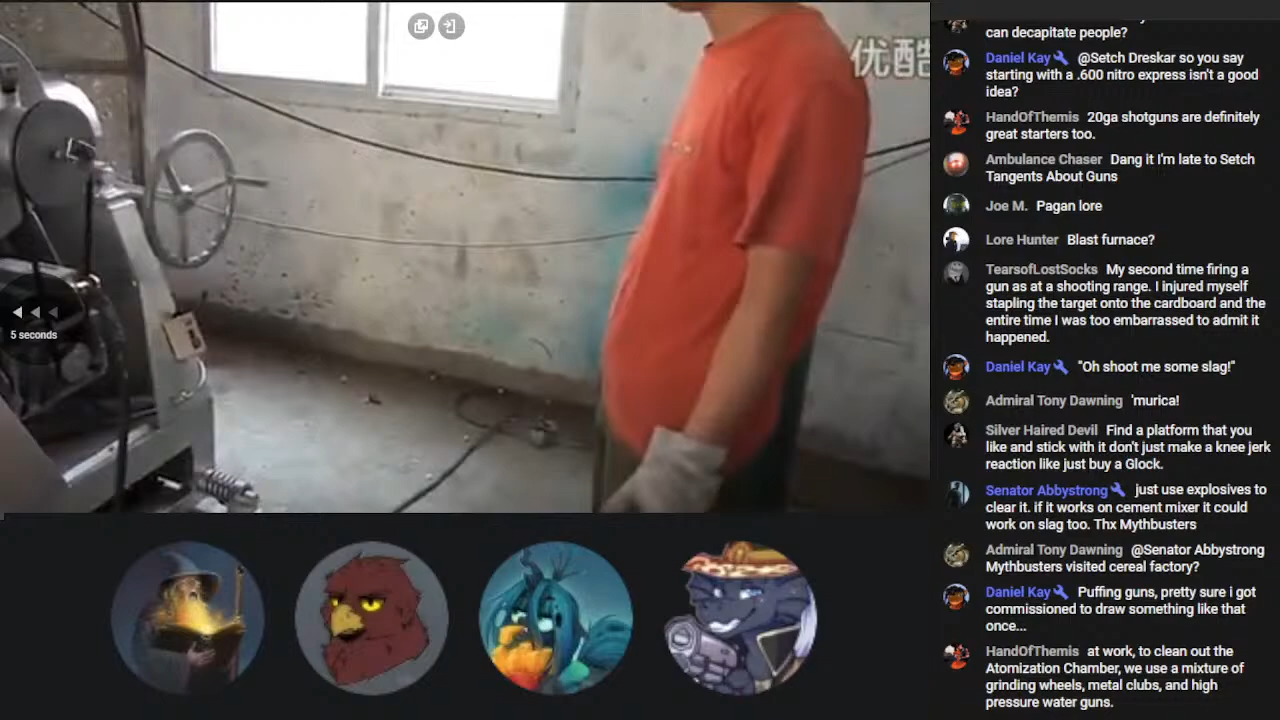 优酷
5 seconds
can decapitate people?
Daniel Kay @Setch Dreskar so you say
starting with a .600 nitro express isn't a good
idea?
HandOfThemis 20ga shotguns are definitely
great starters too.
Ambulance Chaser Dang it I'm late to Setch
Tangents About Guns
Joe M. Pagan lore
Lore Hunter Blast furnace?
TearsofLostSocks My second time firing a
gun as at a shooting range. I injured myself
stapling the target onto the cardboard and the
entire time I was too embarrassed to admit it
happened.
Daniel Kay "Oh shoot me some slag!"
Admiral Tony Dawning 'murica!
Silver Haired Devil Find a platform that you
like and stick with it don't just make a knee jerk
reaction like just buy a Glock.
Senator Abbystrong just use explosives to
clear it. if it works on cement mixer it could
work on slag too. Thx Mythbusters
Admiral Tony Dawning @Senator Abbystrong
Mythbusters visited cereal factory?
Daniel Kay Puffing guns, pretty sure i got
commissioned to draw something like that
once...
HandOfThemis at work, to clean out the
Atomization Chamber, we use a mixture of
grinding wheels, metal clubs, and high
pressure water guns.